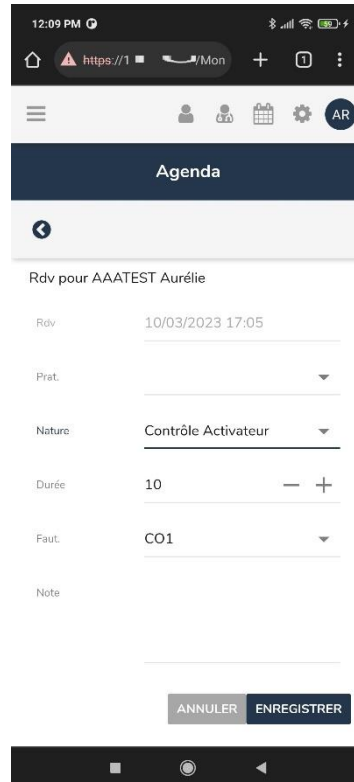 12:09 PM
59
https://1 /Mon
1
AR
Agenda
Rdv pour AAATEST Aurélie
Rdv 10/03/2023 17:05
Prat.
Nature Contrôle Activateur
Durée 10
Faut. CO1
Note
ANNULER ENREGISTRER